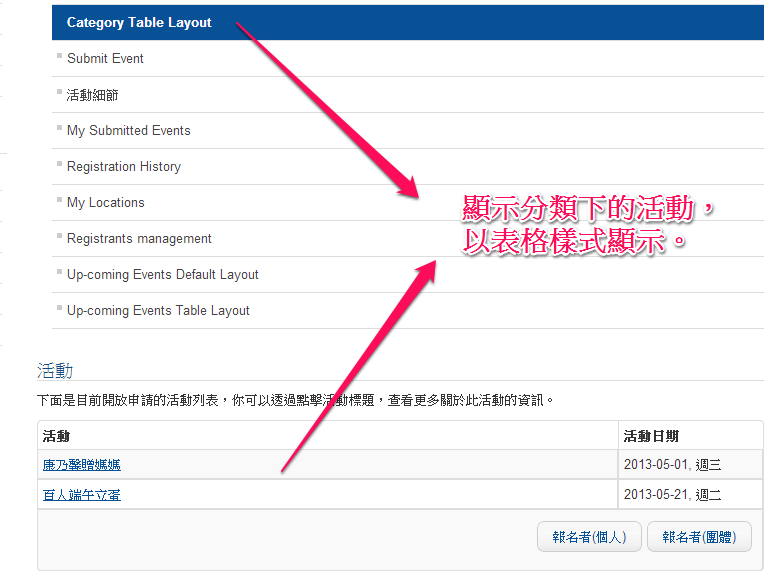 Category Table Layout
Submit Event
活動細節
My Submitted Events
Registration History
My Locations
Registrants management
Up-coming Events Default Layout
Up-coming Events Table Layout
顯示分類下的活動，
以表格樣式顯示。
活動
下面是目前開放申請的活動列表，你可以透過點擊活動標題，查看更多關於此活動的資訊。
活動 活動日期
康乃馨贈媽媽 2013-05-01, 週三
百人端午立蛋 2013-05-21, 週二
報名者(個人) 報名者(團體)